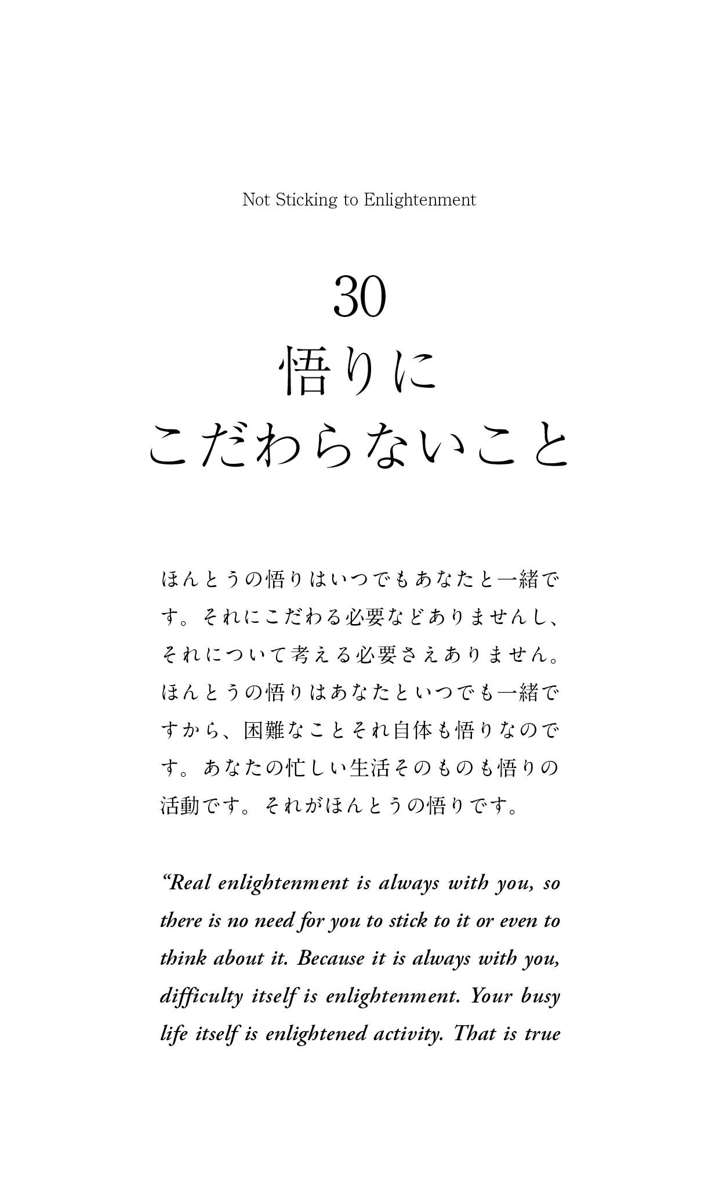 Not Sticking to Enlightenment
30
悟りに
こだわらないこと
ほんとうの悟りはいつでもあなたと一緒で
す。それにこだわる必要などありませんし、
それについて考える必要さえありません。
ほんとうの悟りはあなたといつでも一緒で
すから、困難なことそれ自体も悟りなので
す。あなたの忙しい生活そのものも悟りの
活動です。それがほんとうの悟りです。
“Real enlightenment is always with you, so
there is no need for you to stick to it or even to
think about it. Because it is always with you,
difficulty itself is enlightenment. Your busy
life itself is enlightened activity. That is true